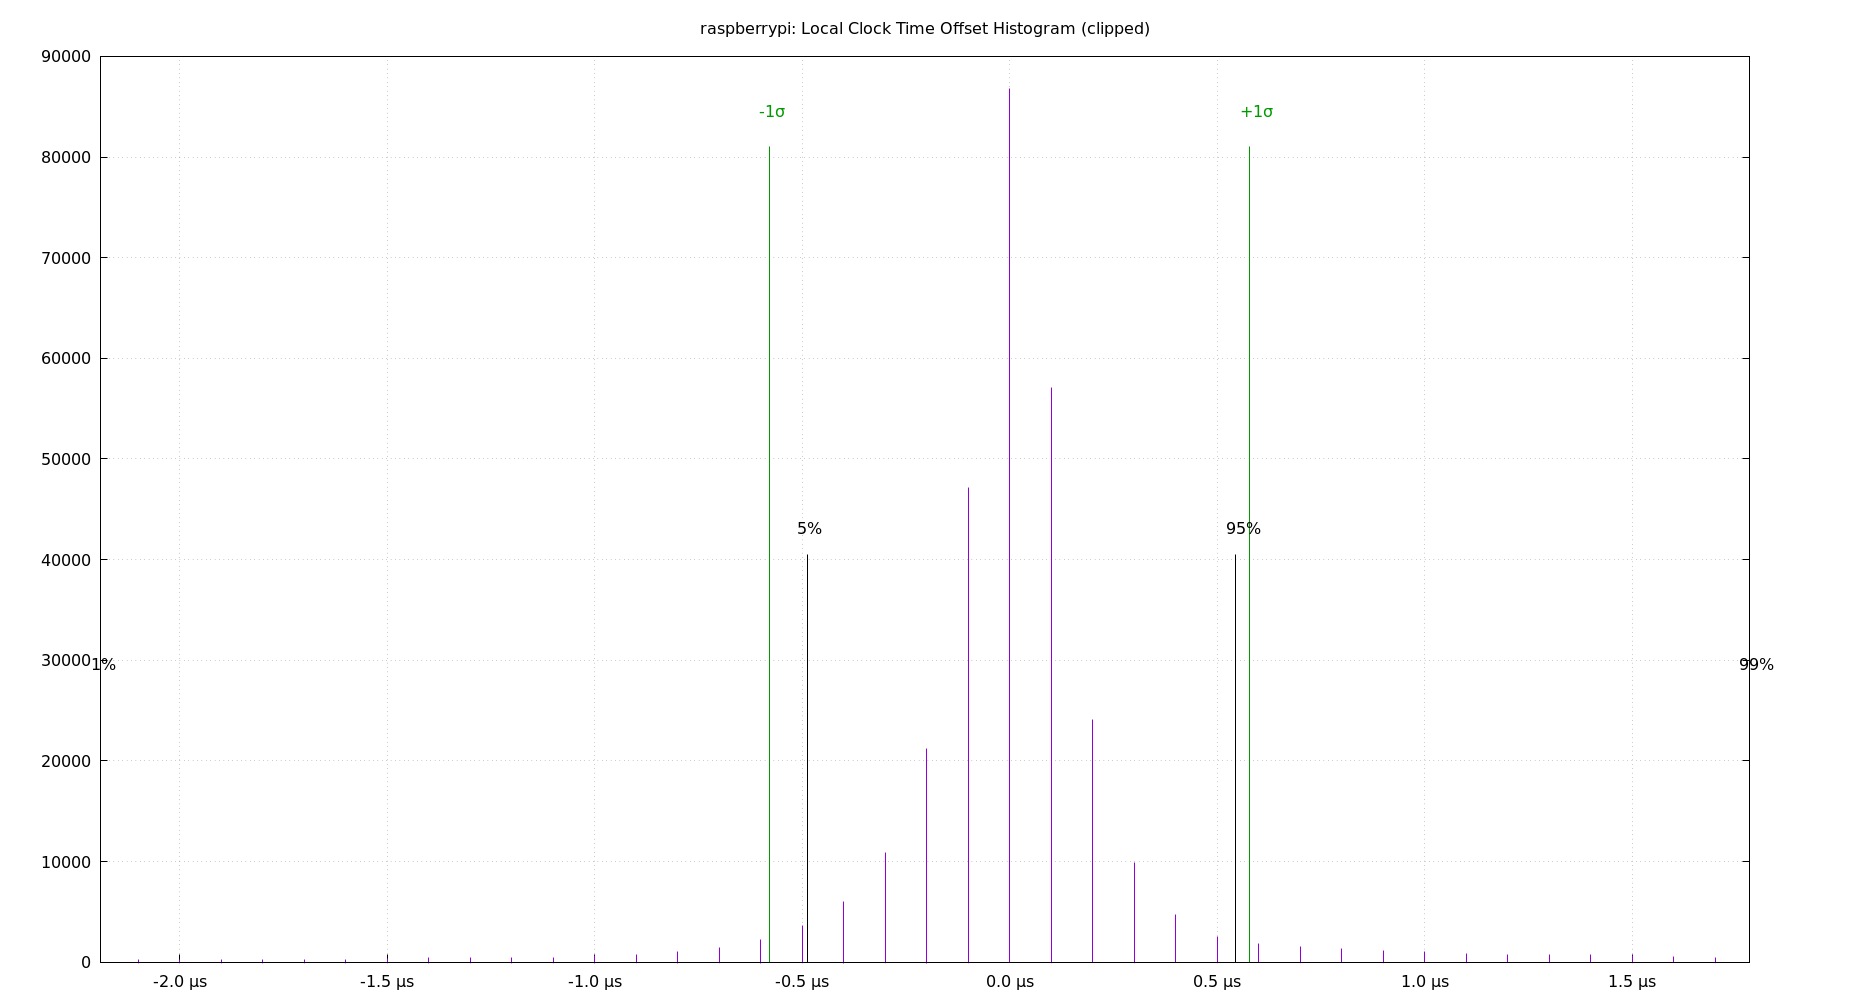 raspberrypi: Local Clock Time Offset Histogram (clipped)
90000
-1σ
+1σ
80000
70000
60000
50000
5%
95%
40000
30000
1%
99%
20000
10000
0
-2.0 µs
-1.5 µs
-1.0 µs
-0.5 µs
0.0 µs
0.5 µs
1.0 µs
1.5 µs